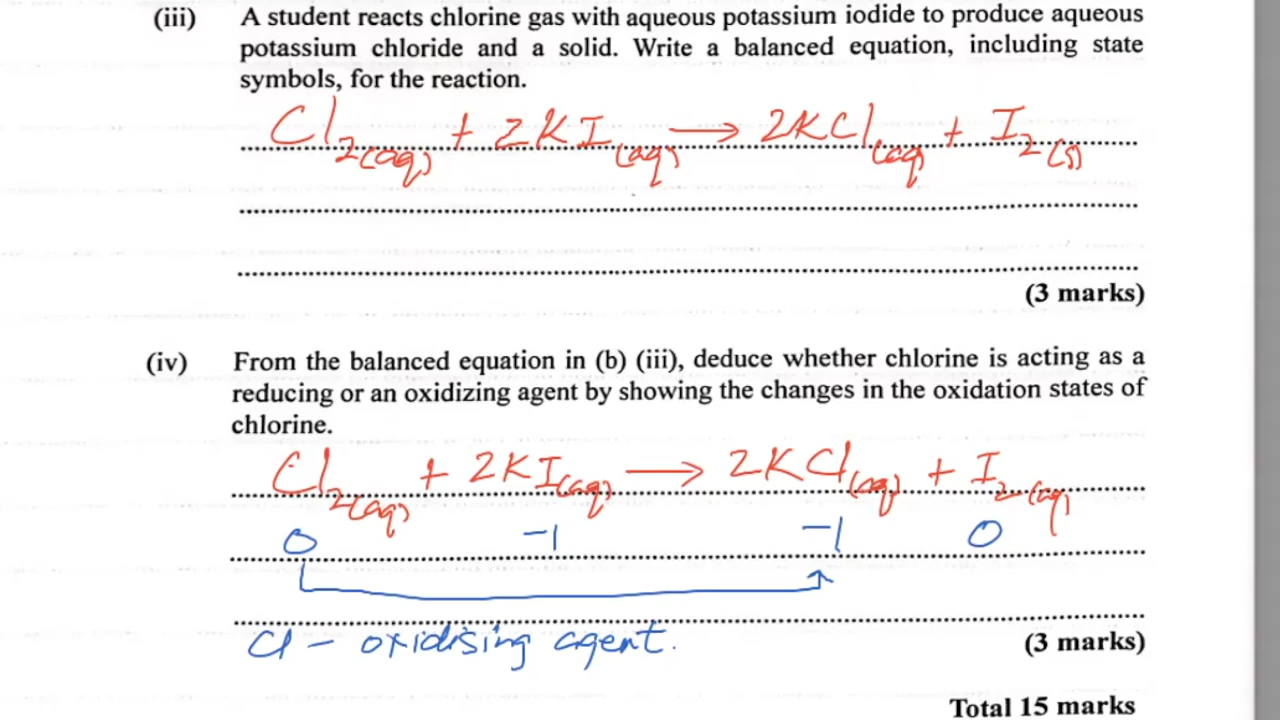 (iii) A student reacts chlorine gas with aqueous potassium iodide to produce aqueous
potassium chloride and a solid. Write a balanced equation, including state
symbols, for the reaction.
Cl2(aq) + 2KI(aq) → 2KCl(aq + I2(s)
(3 marks)
(iv) From the balanced equation in (b) (iii), deduce whether chlorine is acting as a
reducing or an oxidizing agent by showing the changes in the oxidation states of
chlorine.
Cl2(aq) + 2KI(aq) → 2KCl(aq) + I2(aq)
0 -1 -1 0
Cl - oxidising agent.
(3 marks)
Total 15 marks